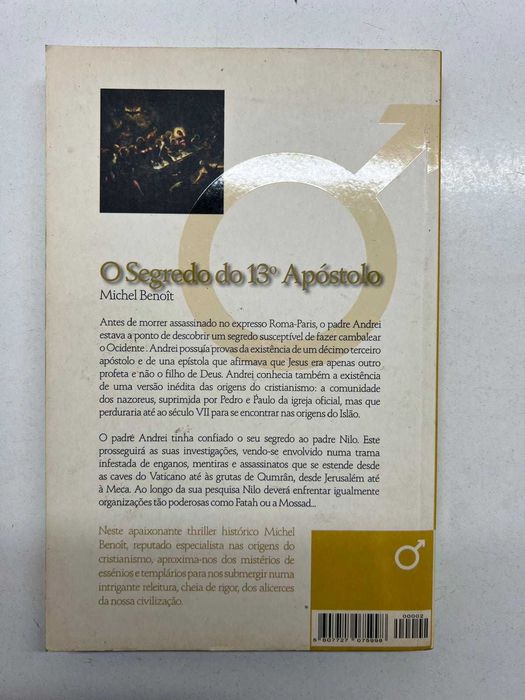 O Segredo do 13º Apóstolo
Michel Benoît
Antes de morrer assassinado no expresso Roma-Paris, o padre Andrei
estava a ponto de descobrir um segredo susceptível de fazer cambalear
o Ocidente. Andrei possuía provas da existência de um décimo terceiro
apóstolo e de uma epístola que afirmava que Jesus era apenas outro
profeta e não o filho de Deus. Andrei conhecia também a existência
de uma versão inédita das origens do cristianismo: a comunidade
dos nazoreus, suprimida por Pedro e Paulo da igreja oficial, mas que
perduraria até ao século VII para se encontrar nas origens do Islão.
O padre Andrei tinha confiado o seu segredo ao padre Nilo. Este
prosseguirá as suas investigações, vendo-se envolvido numa trama
infestada de enganos, mentiras e assassinatos que se estende desde
as caves do Vaticano até às grutas de Qumrân, desde Jerusalém até
à Meca. Ao longo da sua pesquisa Nilo deverá enfrentar igualmente
organizações tão poderosas como Fatah ou a Mossad...
Neste apaixonante thriller histórico Michel
Benoît, reputado especialista nas origens do
cristianismo, aproxima-nos dos mistérios de
essénios e templários para nos submergir numa
intrigante releitura, cheia de rigor, dos alicerces
da nossa civilização.
00002
5 607727 075998